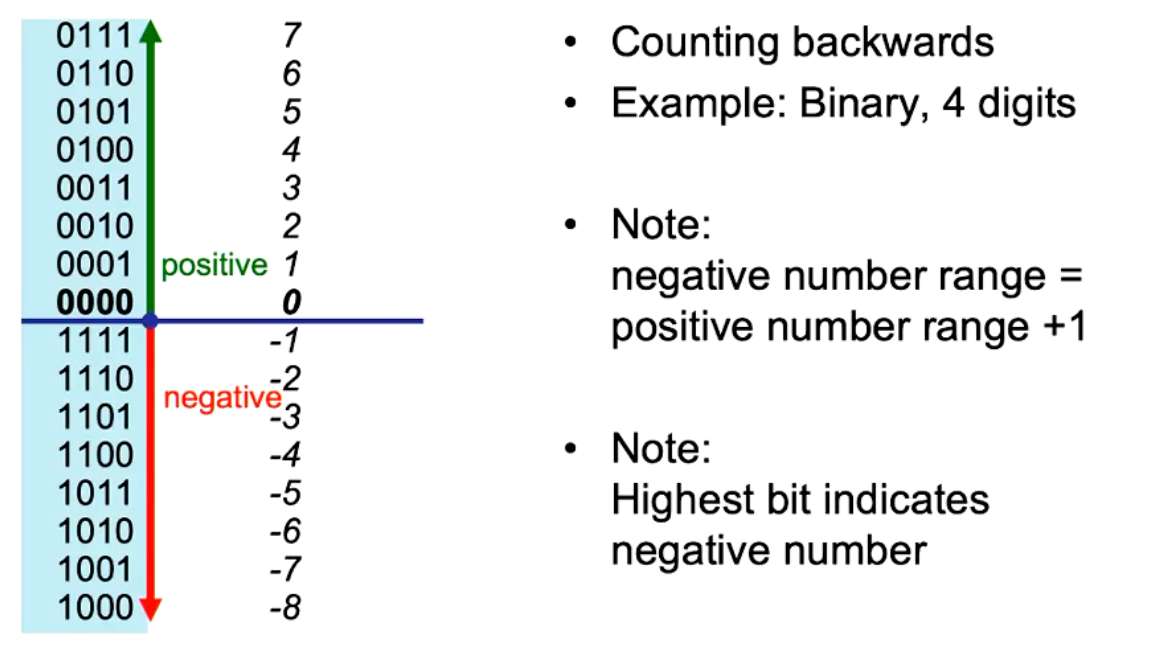 0111 7
0110 6
0101 5
0100 4
0011 3
0010 2
0001 positive 1
0000 0
1111 -1
1110 -2
negative
1101 -3
1100 -4
1011 -5
1010 -6
1001 -7
1000 -8
• Counting backwards
• Example: Binary, 4 digits
• Note:
negative number range =
positive number range +1
• Note:
Highest bit indicates
negative number